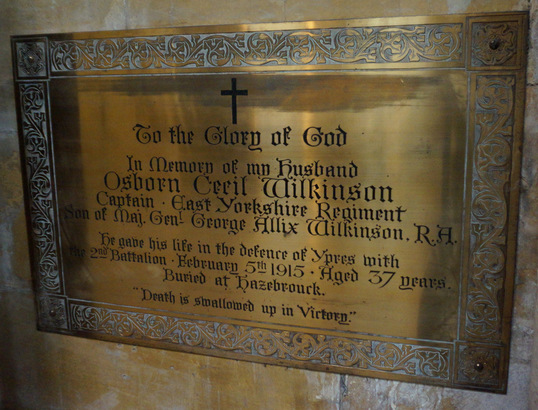 To the Glory of God
In Memory of my Husband
Osborn Cecil Wilkinson
Captain · East Yorkshire Regiment
Son of Maj. Genl. George Allix Wilkinson, R.A.
He gave his life in the defence of Ypres with
the 2nd Battalion, February 5th 1915, Aged 37 years.
Buried at Hazebrouck,
"Death is swallowed up in Victory."